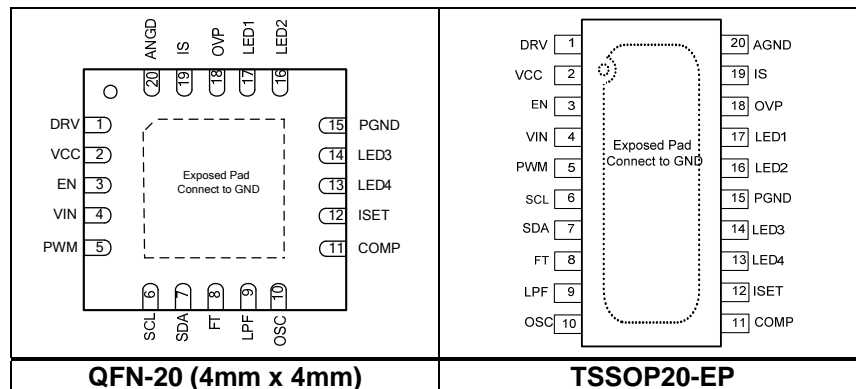 ANGD IS OVP LED1 LED2
20 19 18 17 16
DRV 1
VCC 2
EN 3
VIN 4
PWM 5
Exposed Pad
Connect to GND
15 PGND
14 LED3
13 LED4
12 ISET
11 COMP
6 7 8 9 10
SCL SDA FT LPF OSC
QFN-20 (4mm x 4mm)
DRV 1
VCC 2
EN 3
VIN 4
PWM 5
SCL 6
SDA 7
FT 8
LPF 9
OSC 10
Exposed Pad
Connect to GND
20 AGND
19 IS
18 OVP
17 LED1
16 LED2
15 PGND
14 LED3
13 LED4
12 ISET
11 COMP
TSSOP20-EP